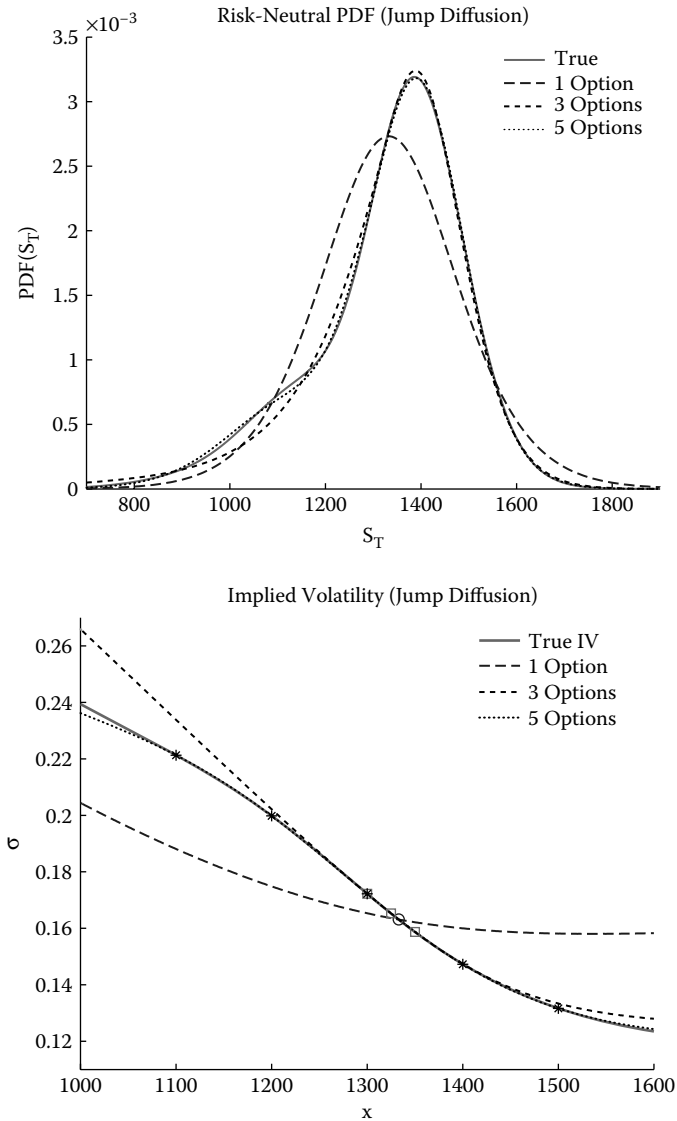 Risk-Neutral PDF (Jump Diffusion)
×10⁻³
3.5
3
2.5
2
1.5
1
0.5
0
PDF(S_T)
True
1 Option
3 Options
5 Options
800 1000 1200 1400 1600 1800
S_T
Implied Volatility (Jump Diffusion)
0.26
0.24
0.22
0.2
0.18
0.16
0.14
0.12
σ
True IV
1 Option
3 Options
5 Options
1000 1100 1200 1300 1400 1500 1600
x